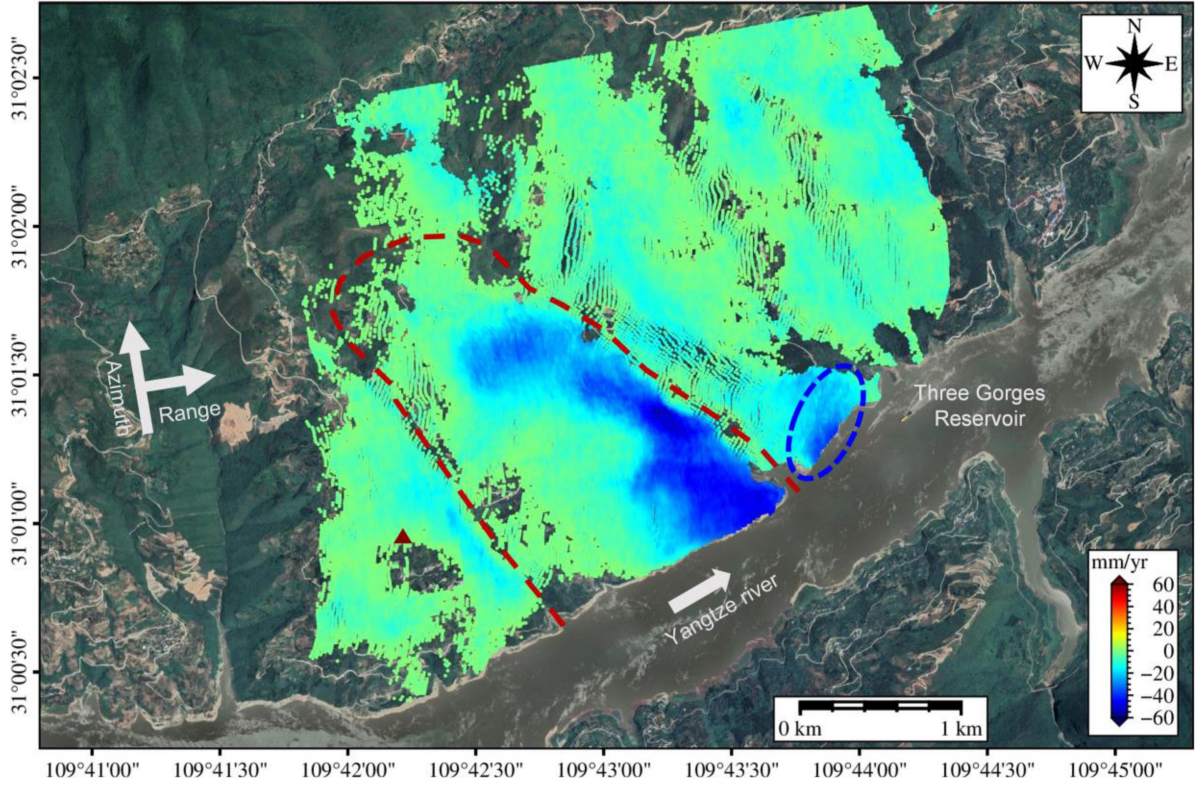 N
W E
S
31°02'30"
31°02'00"
31°01'30"
31°01'00"
31°00'30"
Azimuth
Range
Three Gorges
Reservoir
Yangtze river
mm/yr
60
40
20
0
−20
−40
−60
0 km 1 km
109°41'00" 109°41'30" 109°42'00" 109°42'30" 109°43'00" 109°43'30" 109°44'00" 109°44'30" 109°45'00"